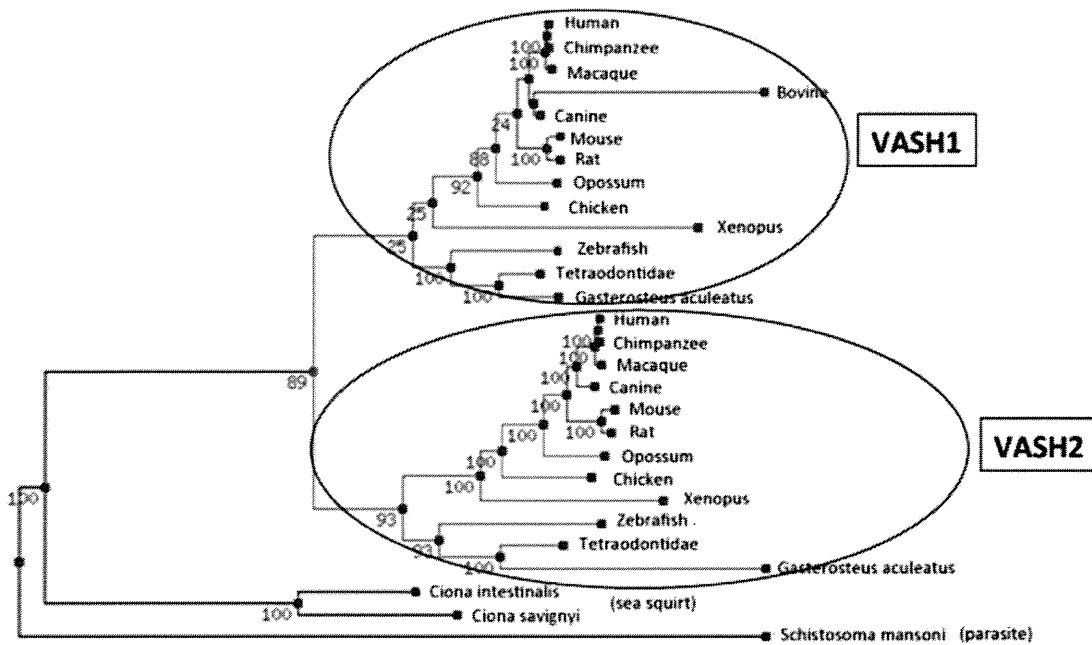 Human
100
Chimpanzee
100
Macaque
Bovine
Canine
24
Mouse
100
Rat
88
Opossum
92
Chicken
25
Xenopus
25
Zebrafish
100
Tetraodontidae
100
Gasterosteus aculeatus
VASH1
Human
100
Chimpanzee
100
Macaque
100
Canine
100
Mouse
100
Rat
100
Opossum
100
Chicken
100
Xenopus
93
Zebrafish
93
Tetraodontidae
100
Gasterosteus aculeatus
VASH2
89
100
Ciona intestinalis
(sea squirt)
100
Ciona savignyi
Schistosoma mansoni (parasite)